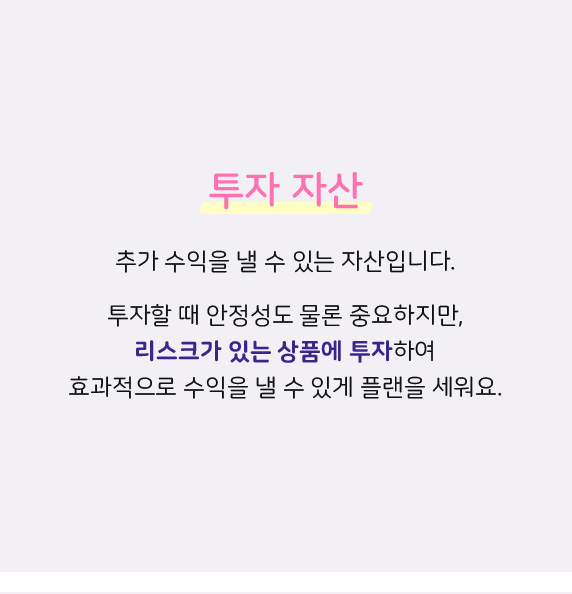 투자 자산
추가 수익을 낼 수 있는 자산입니다.
투자할 때 안정성도 물론 중요하지만,
리스크가 있는 상품에 투자하여
효과적으로 수익을 낼 수 있게 플랜을 세워요.